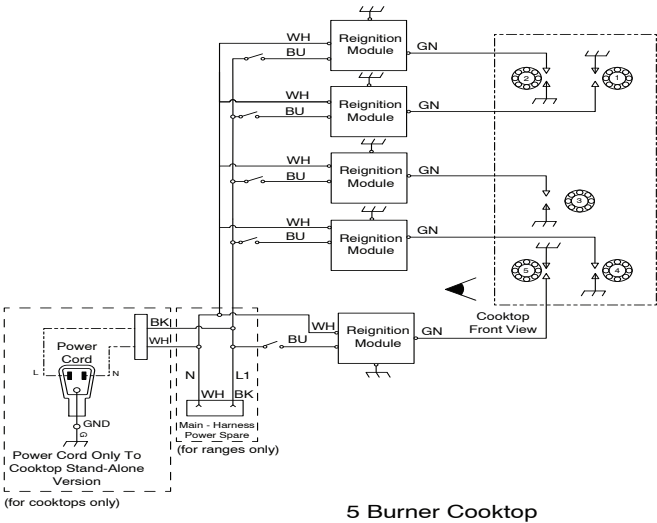 WH
BU
Reignition
Module
GN
2
1
WH
BU
Reignition
Module
GN
WH
BU
Reignition
Module
GN
3
WH
BU
Reignition
Module
GN
5
4
Cooktop
Front View
BK
WH
Power
Cord
L
N
GND
G
Power Cord Only To
Cooktop Stand-Alone
Version
(for cooktops only)
N
L1
WH
BK
Main - Harness
Power Spare
(for ranges only)
WH
BU
Reignition
Module
GN
5 Burner Cooktop